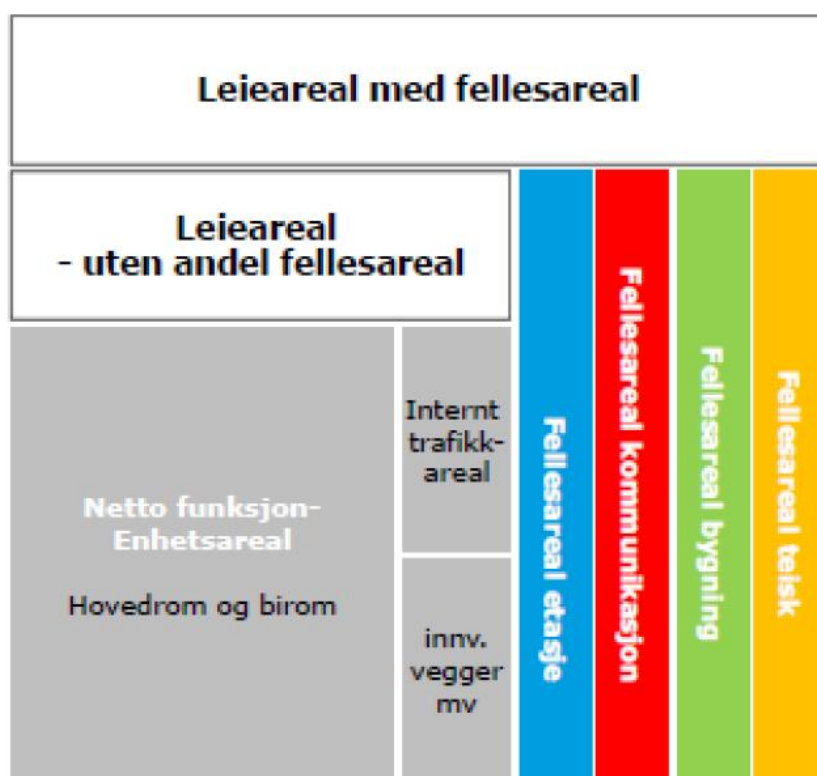 Leieareal med fellesareal
Leieareal
- uten andel fellesareal
Netto funksjon-
Enhetsareal
Hovedrom og birom
Internt
trafikk-
areal
innv.
vegger
mv
Fellesareal etasje
Fellesareal kommunikasjon
Fellesareal bygning
Fellesareal teisk